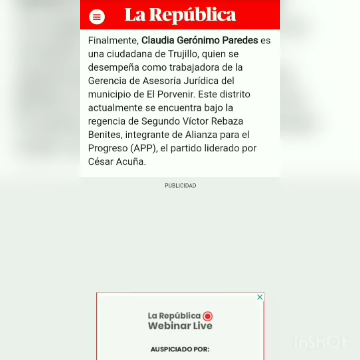 La República
Finalmente, Claudia Gerónimo Paredes es
una ciudadana de Trujillo, quien se
desempeña como trabajadora de la
Gerencia de Asesoría Jurídica del
municipio de El Porvenir. Este distrito
actualmente se encuentra bajo la
regencia de Segundo Víctor Rebaza
Benites, integrante de Alianza para el
Progreso (APP), el partido liderado por
César Acuña.
PUBLICIDAD
La República
Webinar Live
AUSPICIADO POR:
INSHOT